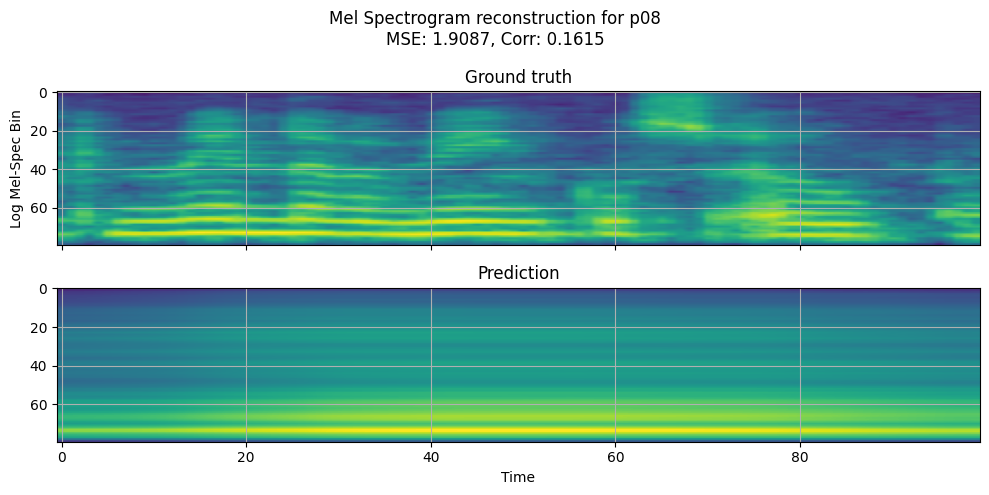 Mel Spectrogram reconstruction for p08
MSE: 1.9087, Corr: 0.1615
Ground truth
Log Mel-Spec Bin
0
20
40
60
Prediction
0
20
40
60
0 20 40 60 80
Time